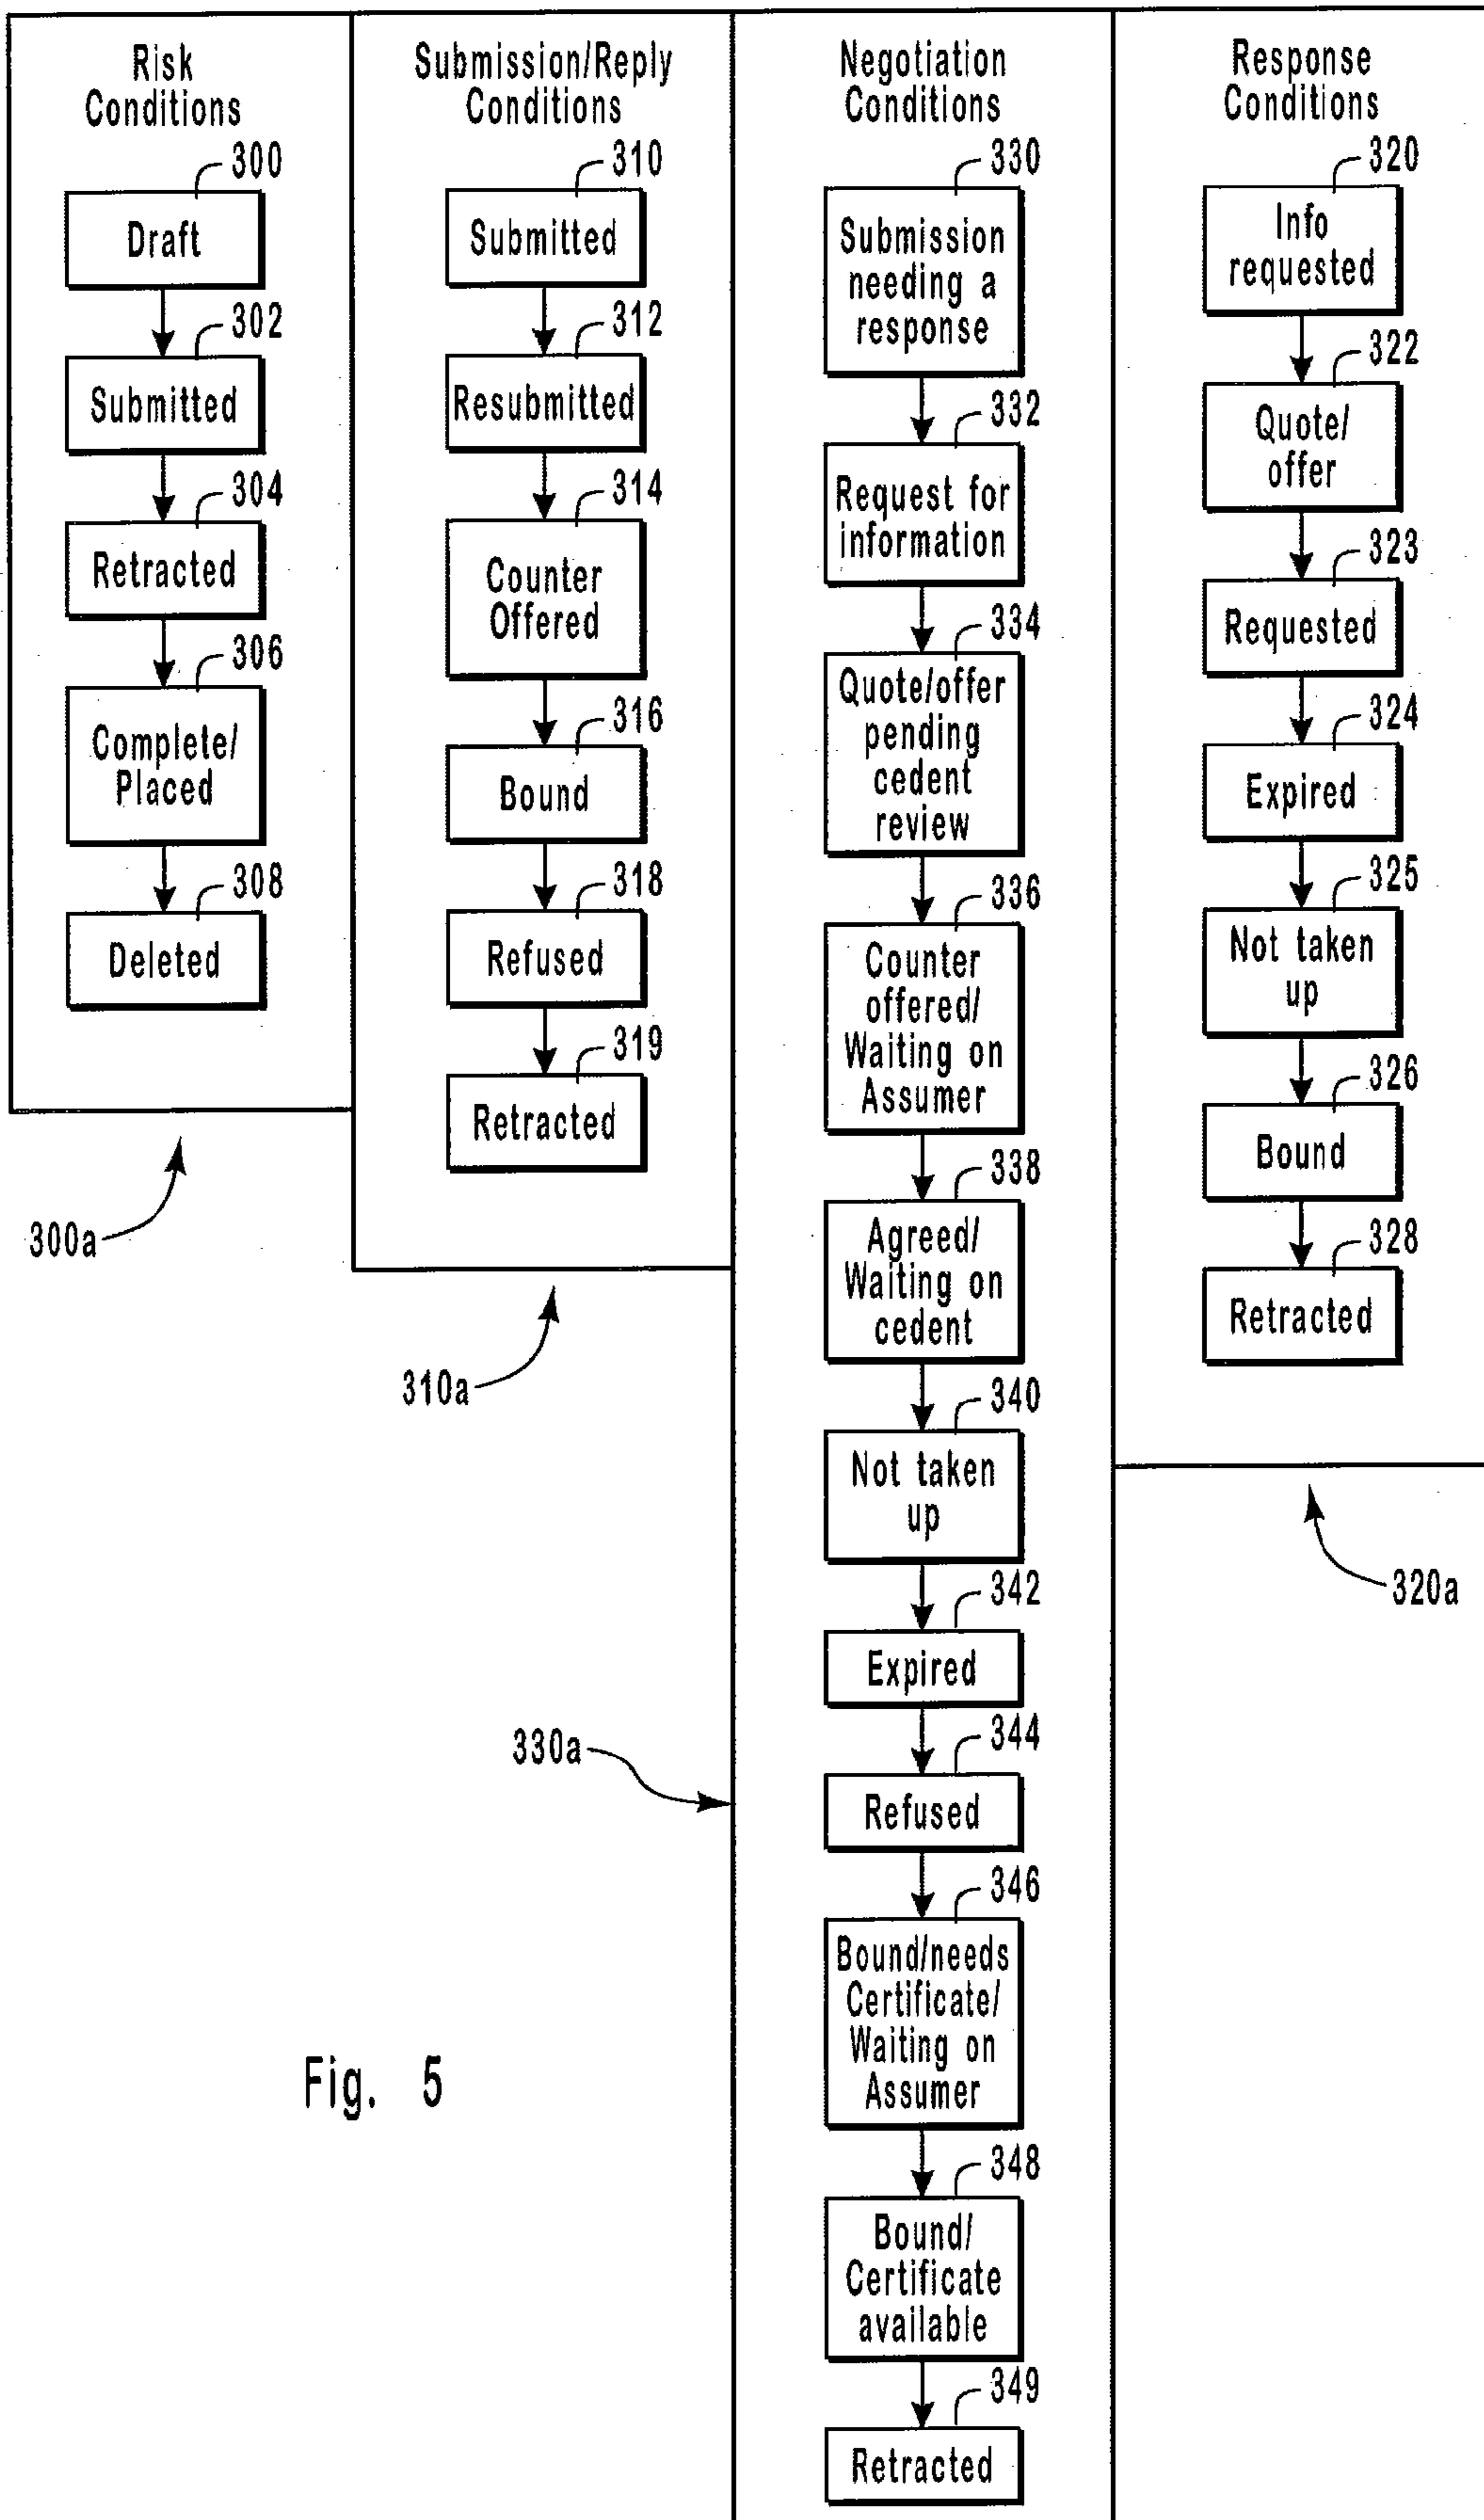 Risk
Conditions
300
Draft
302
Submitted
304
Retracted
306
Complete/
Placed
308
Deleted
300a
Submission/Reply
Conditions
310
Submitted
312
Resubmitted
314
Counter
Offered
316
Bound
318
Refused
319
Retracted
310a
Negotiation
Conditions
330
Submission
needing a
response
332
Request for
information
334
Quote/offer
pending
cedent
review
336
Counter
offered/
Waiting on
Assumer
338
Agreed/
Waiting on
cedent
340
Not taken
up
342
Expired
344
Refused
346
Bound/needs
Certificate/
Waiting on
Assumer
348
Bound/
Certificate
available
349
Retracted
330a
Response
Conditions
320
Info
requested
322
Quote/
offer
323
Requested
324
Expired
325
Not taken
up
326
Bound
328
Retracted
320a
Fig. 5